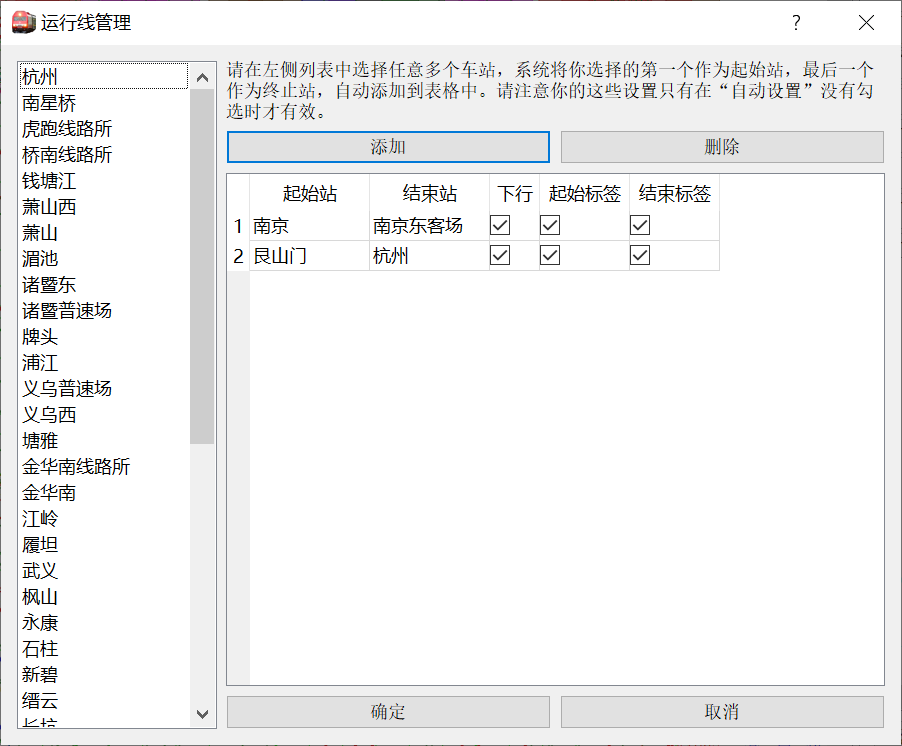 运行线管理
?
杭州
南星桥
虎跑线路所
桥南线路所
钱塘江
萧山西
萧山
湄池
诸暨东
诸暨普速场
牌头
浦江
义乌普速场
义乌西
塘雅
金华南线路所
金华南
江岭
履坦
武义
枫山
永康
石柱
新碧
缙云
长坑
请在左侧列表中选择任意多个车站，系统将你选择的第一个作为起始站，最后一个
作为终止站，自动添加到表格中。请注意你的这些设置只有在“自动设置”没有勾
选时才有效。
添加 删除
起始站 结束站 下行 起始标签 结束标签
1 南京 南京东客场
2 艮山门 杭州
确定 取消